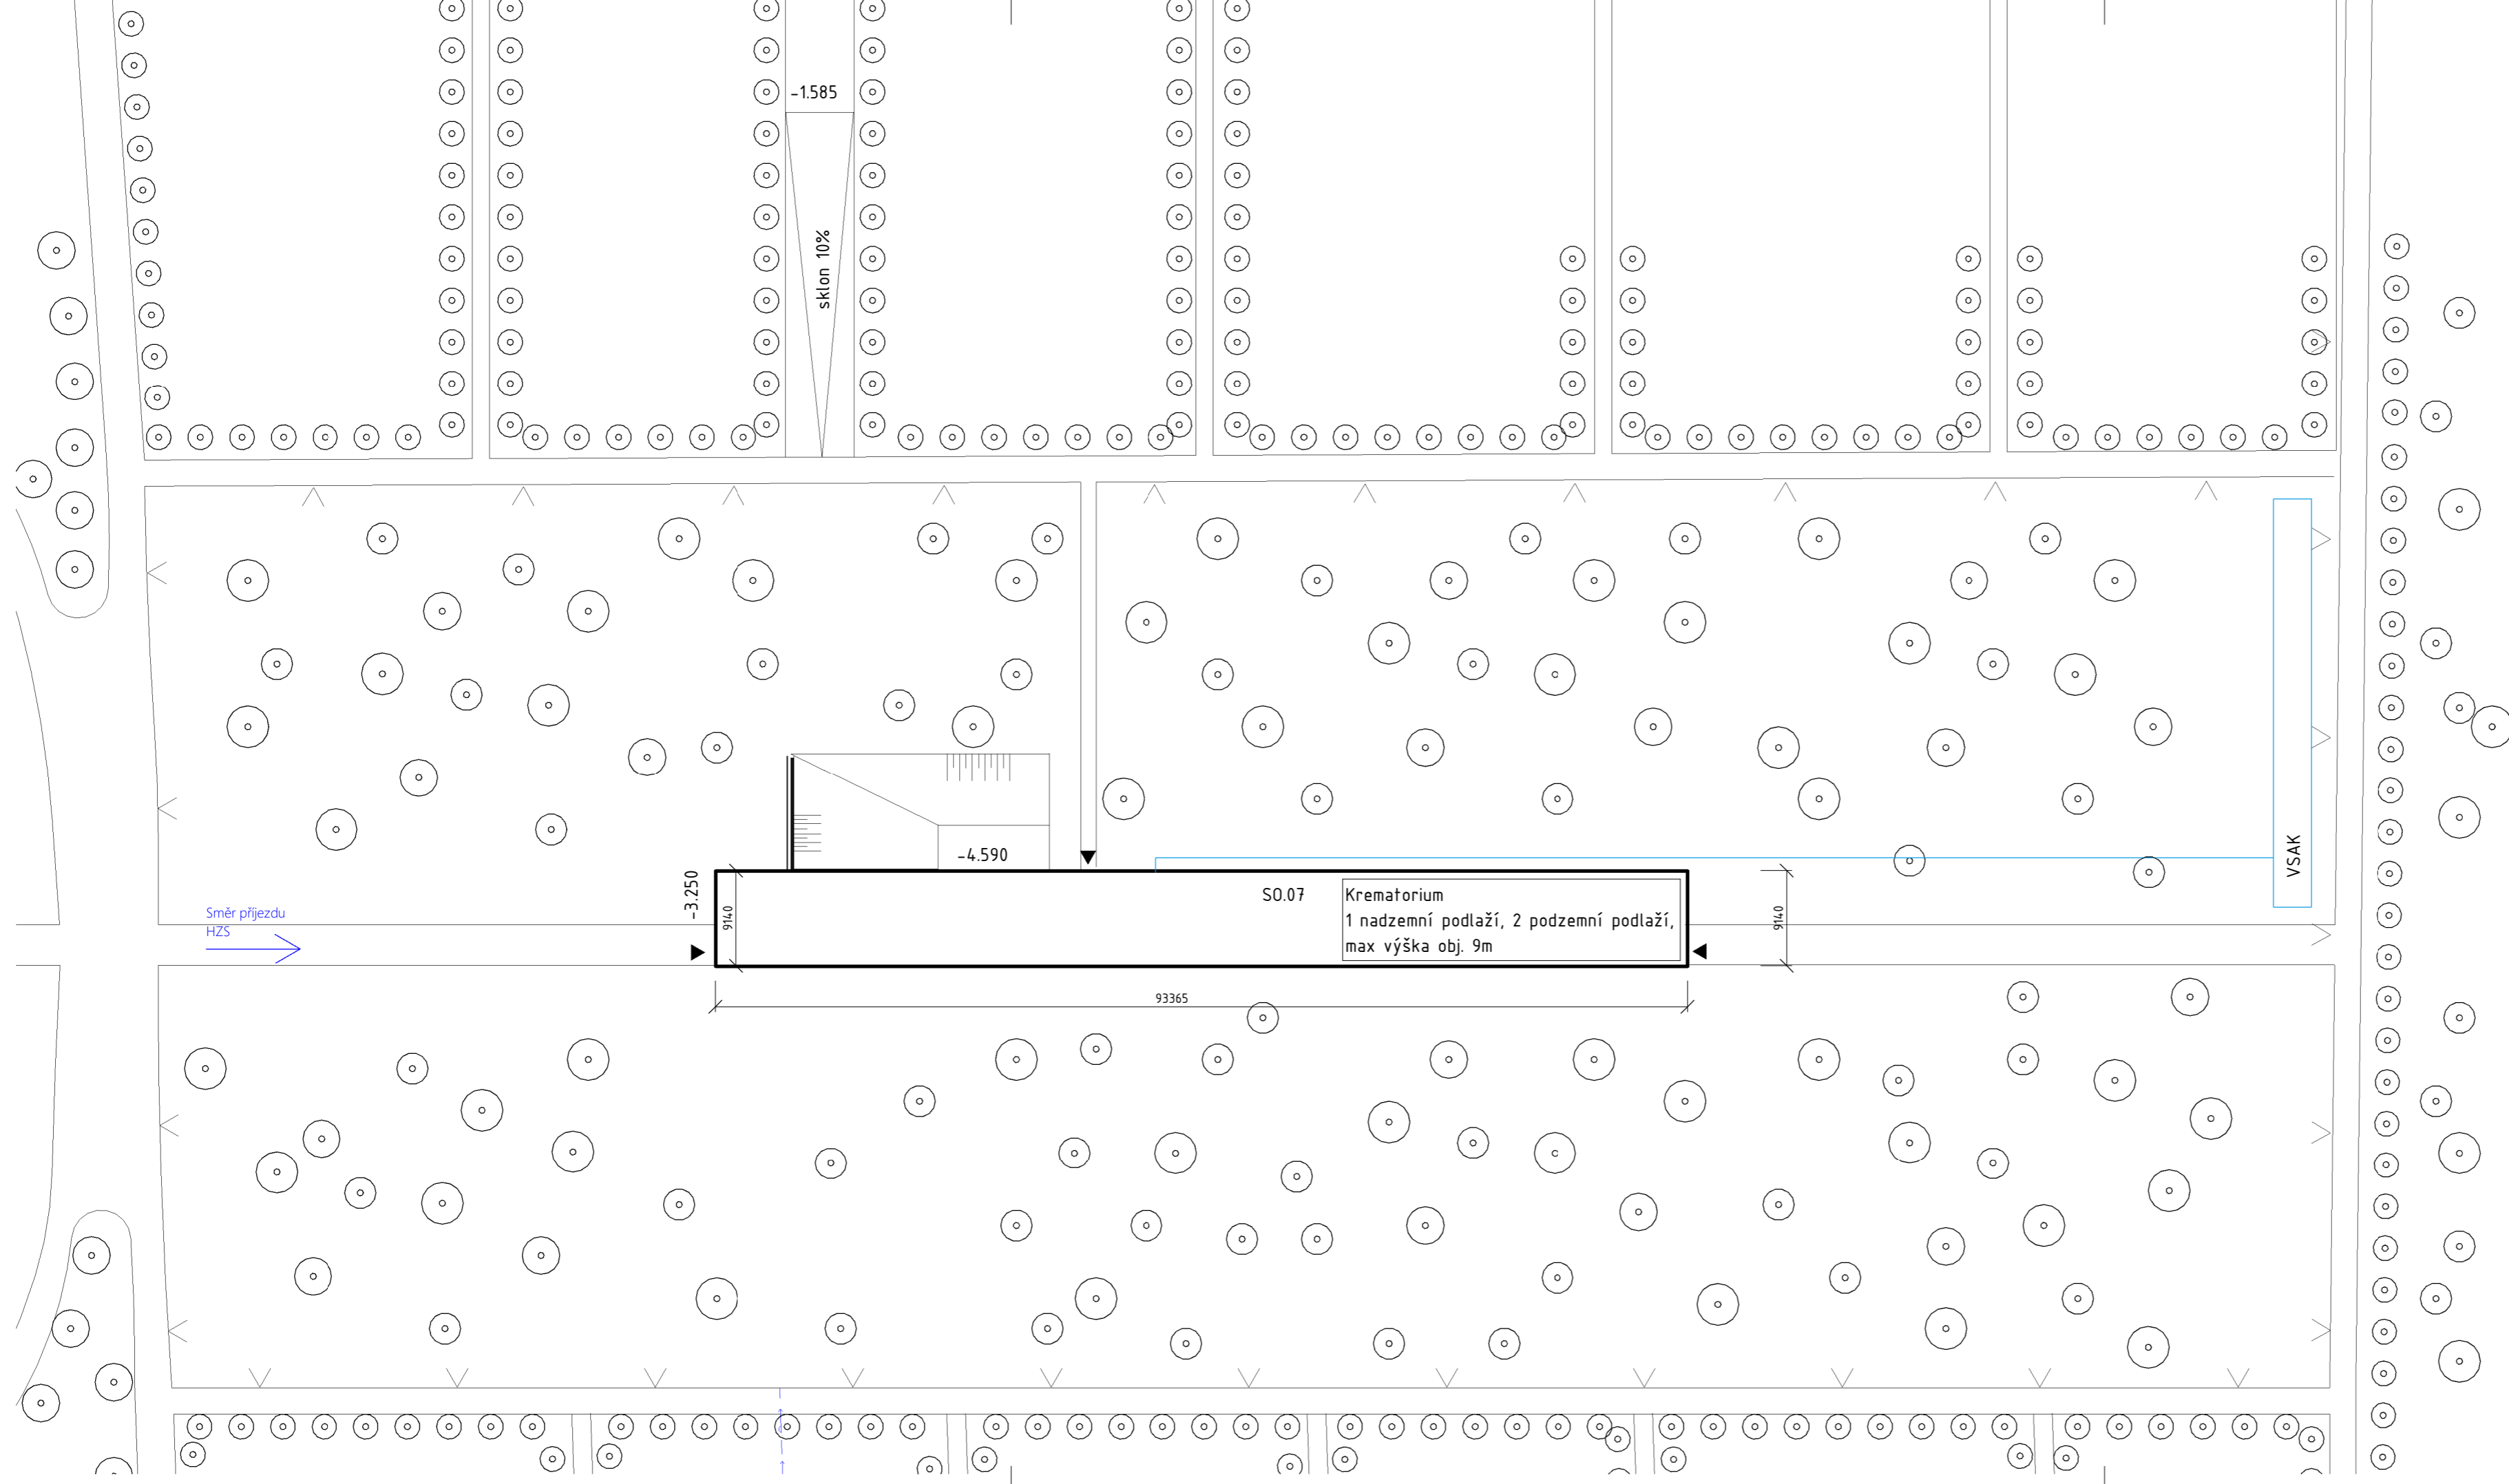 -1.585
sklon 10%
-4.590
VSAK
-3.250
SO.07
Krematorium
1 nadzemní podlaží, 2 podzemní podlaží,
max výška obj. 9m
9140
9140
Směr příjezdu
HZS
93365